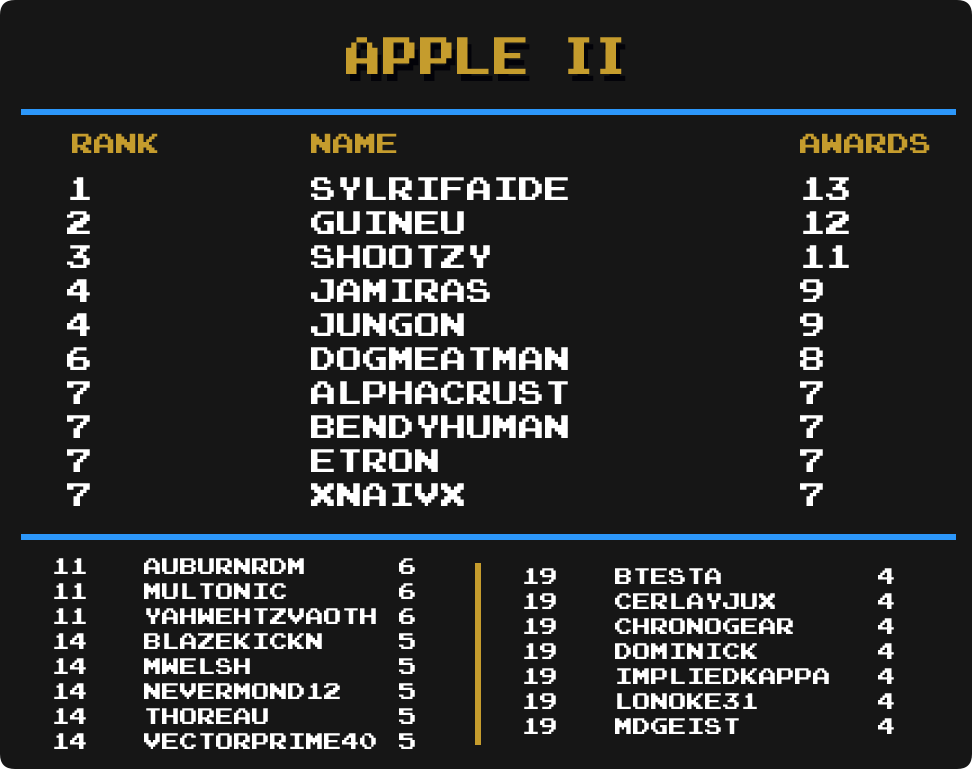 APPLE II
RANK NAME AWARDS
1 SYLRIFAIDE 13
2 GUINEU 12
3 SHOOTZY 11
4 JAMIRAS 9
4 JUNGON 9
6 DOGMEATMAN 8
7 ALPHACRUST 7
7 BENDYHUMAN 7
7 ETRON 7
7 XNAIVX 7
11 AUBURNRDM 6
11 MULTONIC 6
11 YAHWEHTZVAOTH 6
14 BLAZEKICKN 5
14 MWELSH 5
14 NEVERMOND12 5
14 THOREAU 5
14 VECTORPRIME40 5
19 BTESTA 4
19 CERLAYJUX 4
19 CHRONOGEAR 4
19 DOMINICK 4
19 IMPLIEDKAPPA 4
19 LONOKE31 4
19 MDGEIST 4